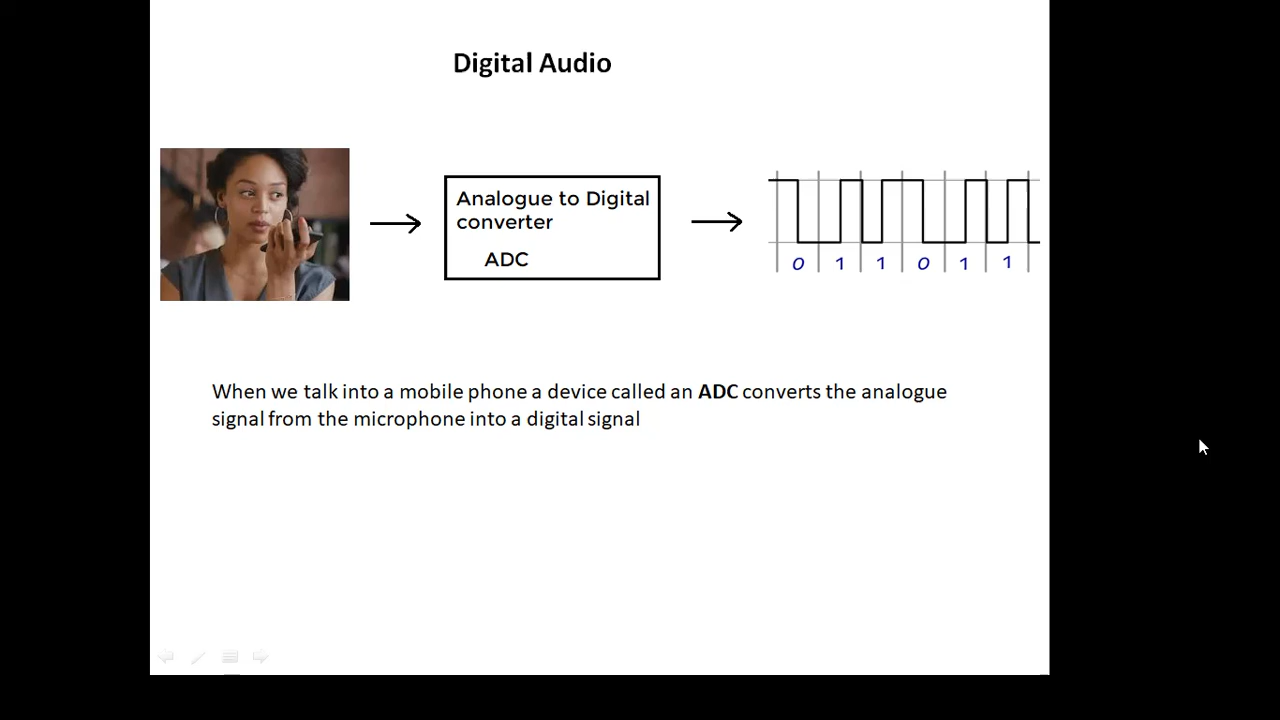 Digital Audio
Analogue to Digital
converter
ADC
0 1 1 0 1 1
When we talk into a mobile phone a device called an ADC converts the analogue
signal from the microphone into a digital signal